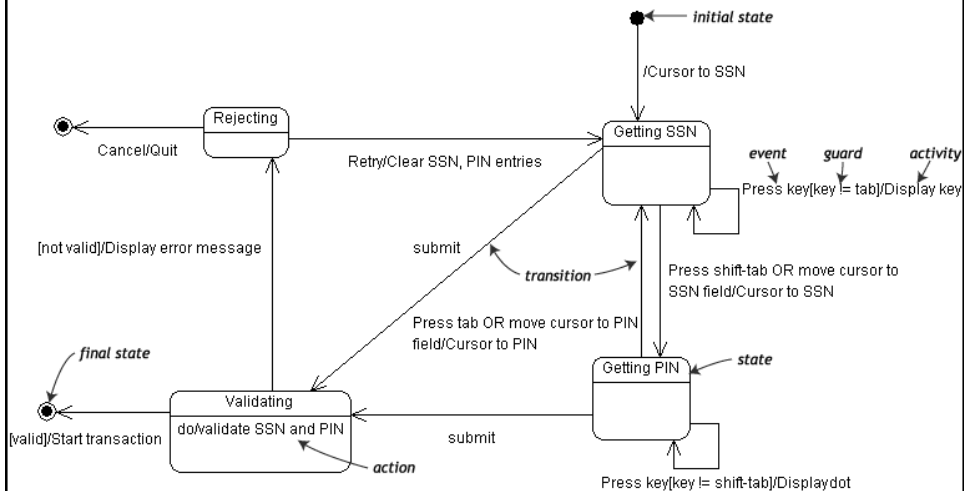 initial state
/Cursor to SSN
Rejecting
Getting SSN
Cancel/Quit
Retry/Clear SSN, PIN entries
event
guard
activity
Press key[key != tab]/Display key
[not valid]/Display error message
submit
transition
Press shift-tab OR move cursor to
SSN field/Cursor to SSN
Press tab OR move cursor to PIN
field/Cursor to PIN
final state
Getting PIN
state
Validating
do/validate SSN and PIN
[valid]/Start transaction
submit
action
Press key[key != shift-tab]/Displaydot